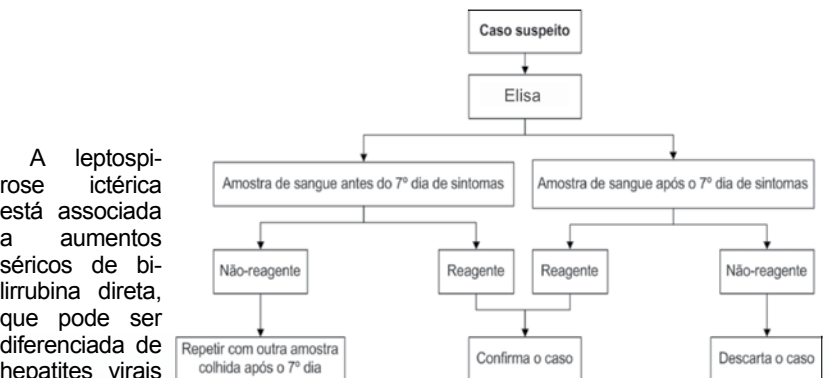 A leptospi-
rose ictérica
está associada
a aumentos
séricos de bi-
lirrubina direta,
que pode ser
diferenciada de
hepatites virais
Caso suspeito
Elisa
Amostra de sangue antes do 7º dia de sintomas
Amostra de sangue após o 7º dia de sintomas
Não-reagente
Reagente
Reagente
Não-reagente
Repetir com outra amostra
colhida após o 7º dia
Confirma o caso
Descarta o caso